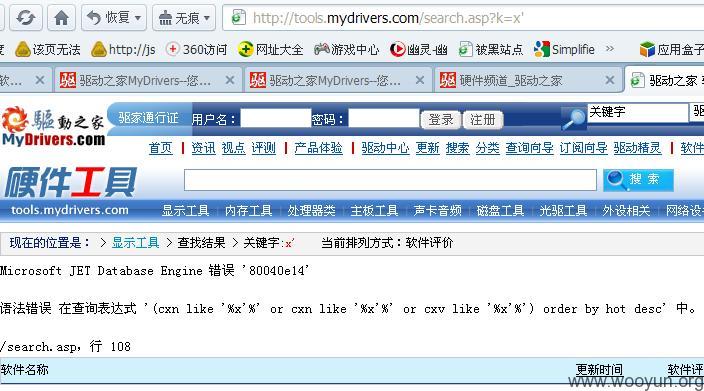 恢复 无痕 http://tools.mydrivers.com/search.asp?k=x'
该页无法 http://js 360访问 网址大全 游戏中心 幽灵-幽 被黑站点 Simplifie » 应用盒子
软... 驱动之家MyDrivers--您... 驱动之家MyDrivers--您... 硬件频道_驱动之家 驱动之家
驱動之家 MyDrivers.com 驱家通行证 用户名: 密码: 登录 注册 关键字
首页 | 资讯 视点 评测 | 产品体验 | 驱动中心 更新 搜索 分类 查询向导 订阅向导 驱动精灵 | 软件
硬件工具 搜 索
tools.mydrivers.com 显示工具 内存工具 处理器类 主板工具 声卡音频 磁盘工具 光驱工具 外设相关 网络设
现在的位置是: > 显示工具 > 查找结果 > 关键字:x' 当前排列方式:软件评价
Microsoft JET Database Engine 错误 '80040e14'
语法错误 在查询表达式 '(cxn like '%x'%' or cxn like '%x'%' or cxv like '%x'%') order by hot desc' 中。
/search.asp, 行 108
软件名称 更新时间 软件评
www.wooyun.org